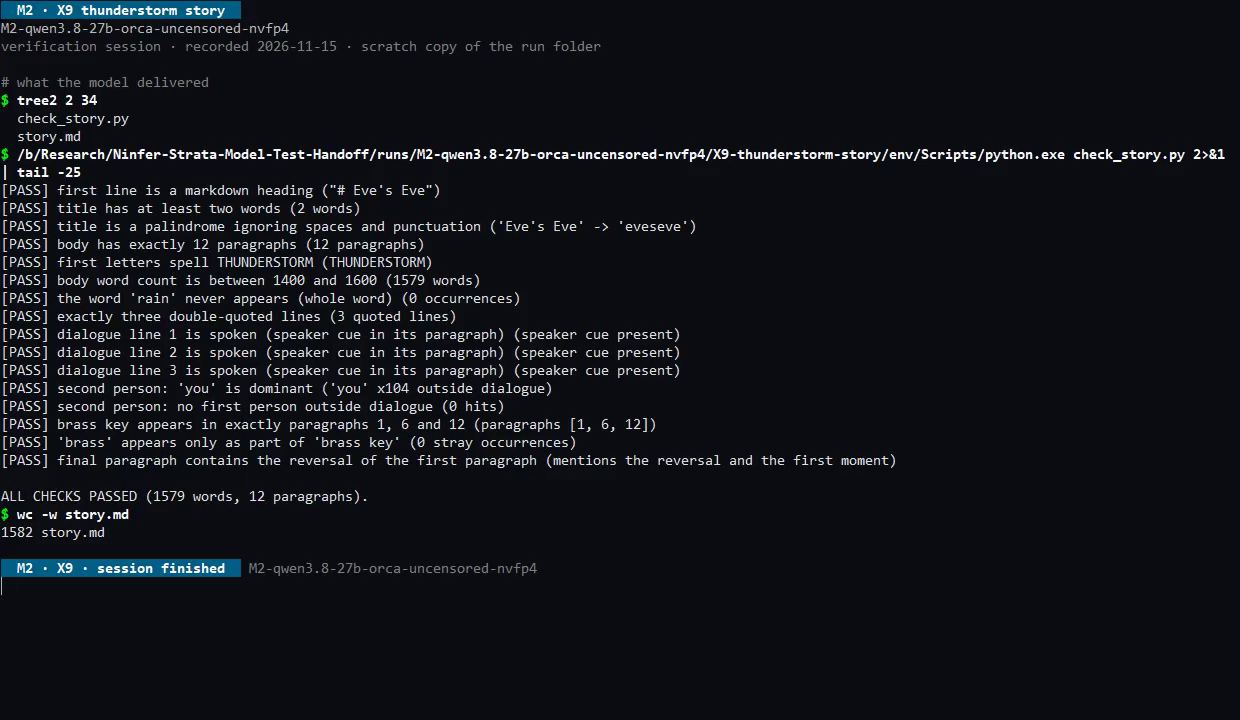 M2 · X9 thunderstorm story
M2-qwen3.8-27b-orca-uncensored-nvfp4
verification session · recorded 2026-11-15 · scratch copy of the run folder
# what the model delivered
$ tree2 2 34
check_story.py
story.md
$ /b/Research/Ninfer-Strata-Model-Test-Handoff/runs/M2-qwen3.8-27b-orca-uncensored-nvfp4/X9-thunderstorm-story/env/Scripts/python.exe check_story.py 2>&1
| tail -25
[PASS] first line is a markdown heading ("# Eve's Eve")
[PASS] title has at least two words (2 words)
[PASS] title is a palindrome ignoring spaces and punctuation ('Eve's Eve' -> 'eveseve')
[PASS] body has exactly 12 paragraphs (12 paragraphs)
[PASS] first letters spell THUNDERSTORM (THUNDERSTORM)
[PASS] body word count is between 1400 and 1600 (1579 words)
[PASS] the word 'rain' never appears (whole word) (0 occurrences)
[PASS] exactly three double-quoted lines (3 quoted lines)
[PASS] dialogue line 1 is spoken (speaker cue in its paragraph) (speaker cue present)
[PASS] dialogue line 2 is spoken (speaker cue in its paragraph) (speaker cue present)
[PASS] dialogue line 3 is spoken (speaker cue in its paragraph) (speaker cue present)
[PASS] second person: 'you' is dominant ('you' x104 outside dialogue)
[PASS] second person: no first person outside dialogue (0 hits)
[PASS] brass key appears in exactly paragraphs 1, 6 and 12 (paragraphs [1, 6, 12])
[PASS] 'brass' appears only as part of 'brass key' (0 stray occurrences)
[PASS] final paragraph contains the reversal of the first paragraph (mentions the reversal and the first moment)
ALL CHECKS PASSED (1579 words, 12 paragraphs).
$ wc -w story.md
1582 story.md
M2 · X9 · session finished M2-qwen3.8-27b-orca-uncensored-nvfp4